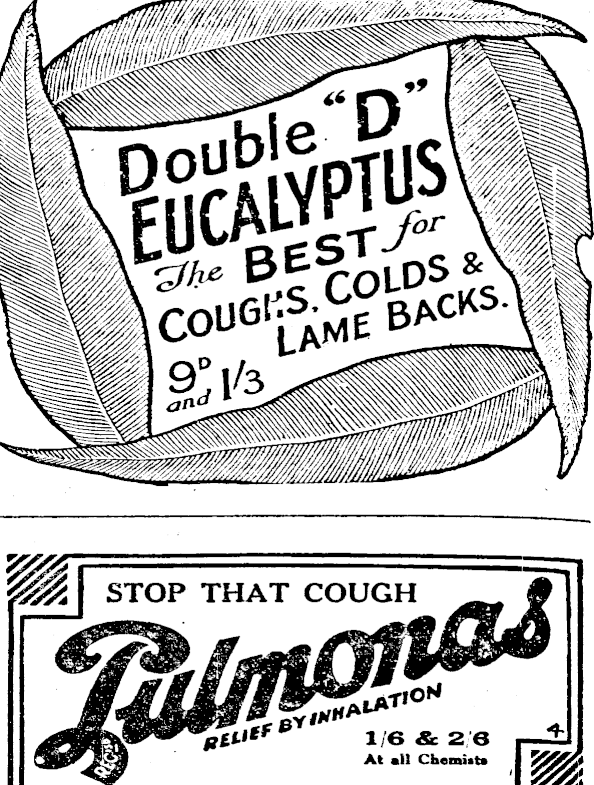 Double "D"
EUCALYPTUS
The BEST for
COUGHS, COLDS &
LAME BACKS.
9D
and 1/3
STOP THAT COUGH
Pulmonas
REGD
RELIEF BY INHALATION
1/6 & 2/6
At all Chemists
4